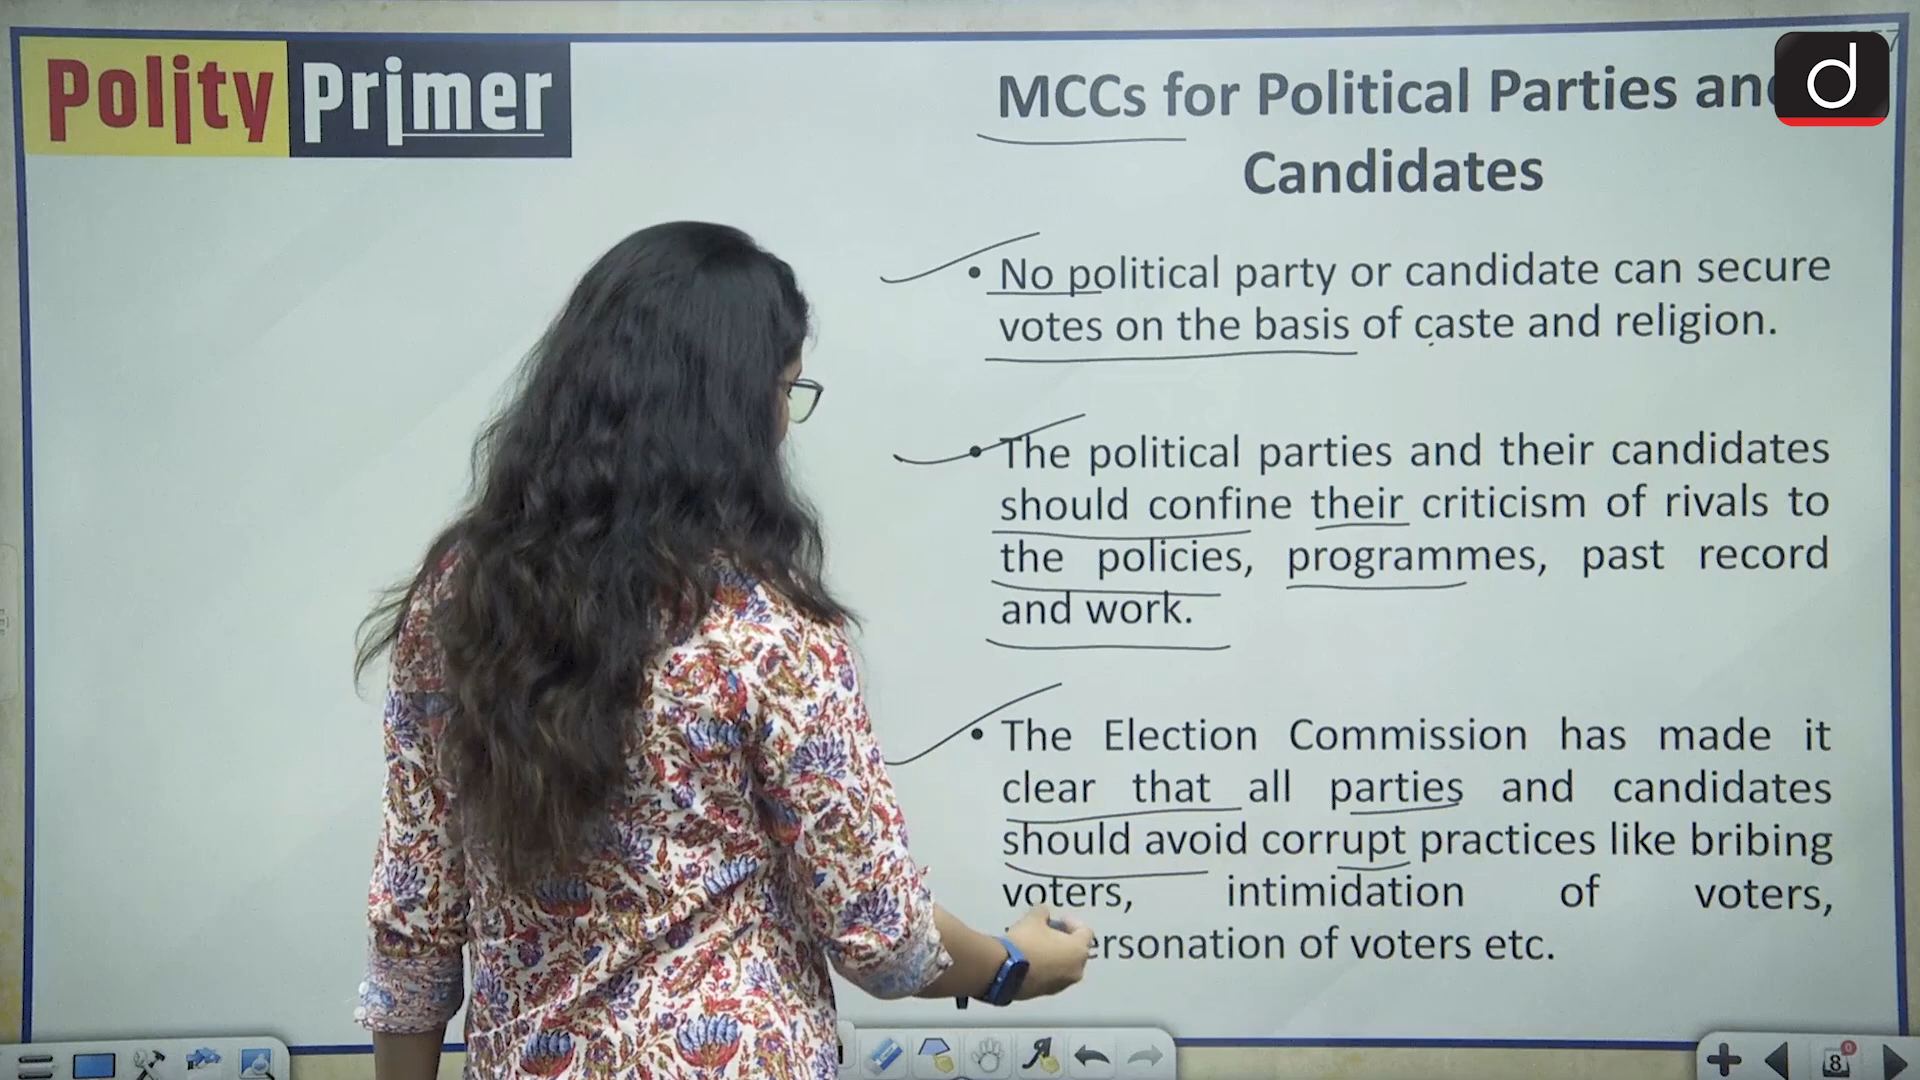 Polity Primer
MCCs for Political Parties
Candidates
• No political party or candidate can secure
votes on the basis of caste and religion.
• The political parties and their candidates
should confine their criticism of rivals to
the policies, programmes, past record
and work.
• The Election Commission has made it
clear that all parties and candidates
should avoid corrupt practices like bribing
voters, intimidation of voters,
of voters etc.
d
8
0